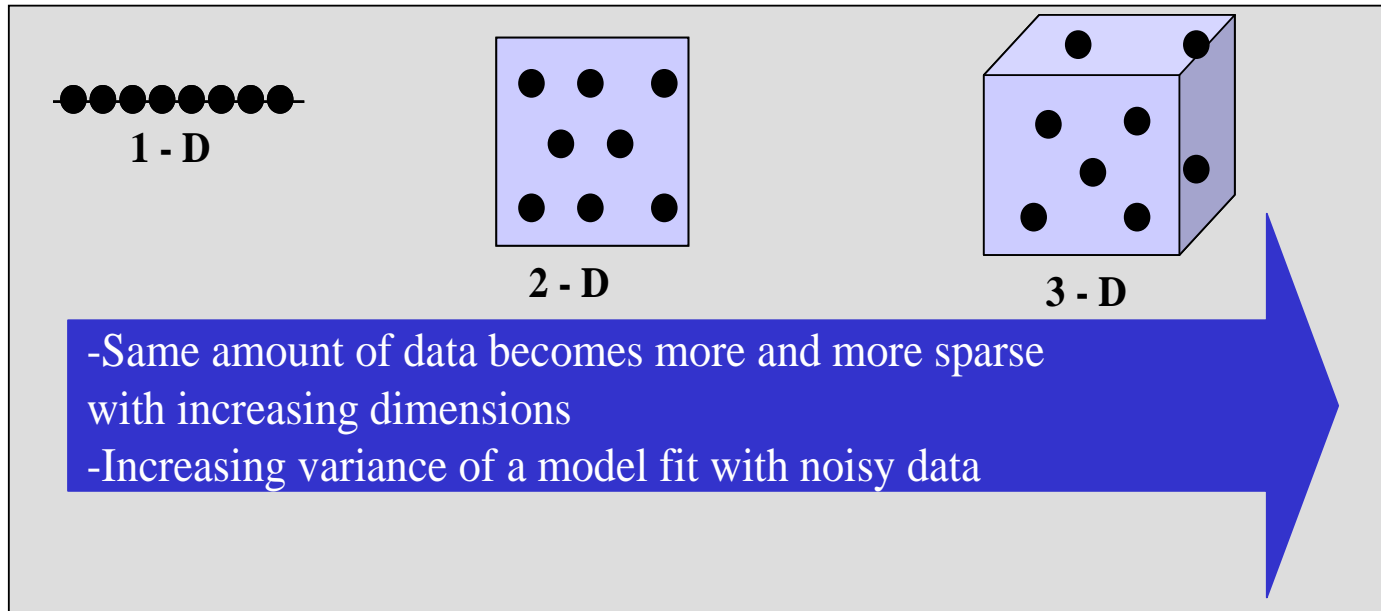 1 - D
2 - D
3 - D
-Same amount of data becomes more and more sparse
with increasing dimensions
-Increasing variance of a model fit with noisy data